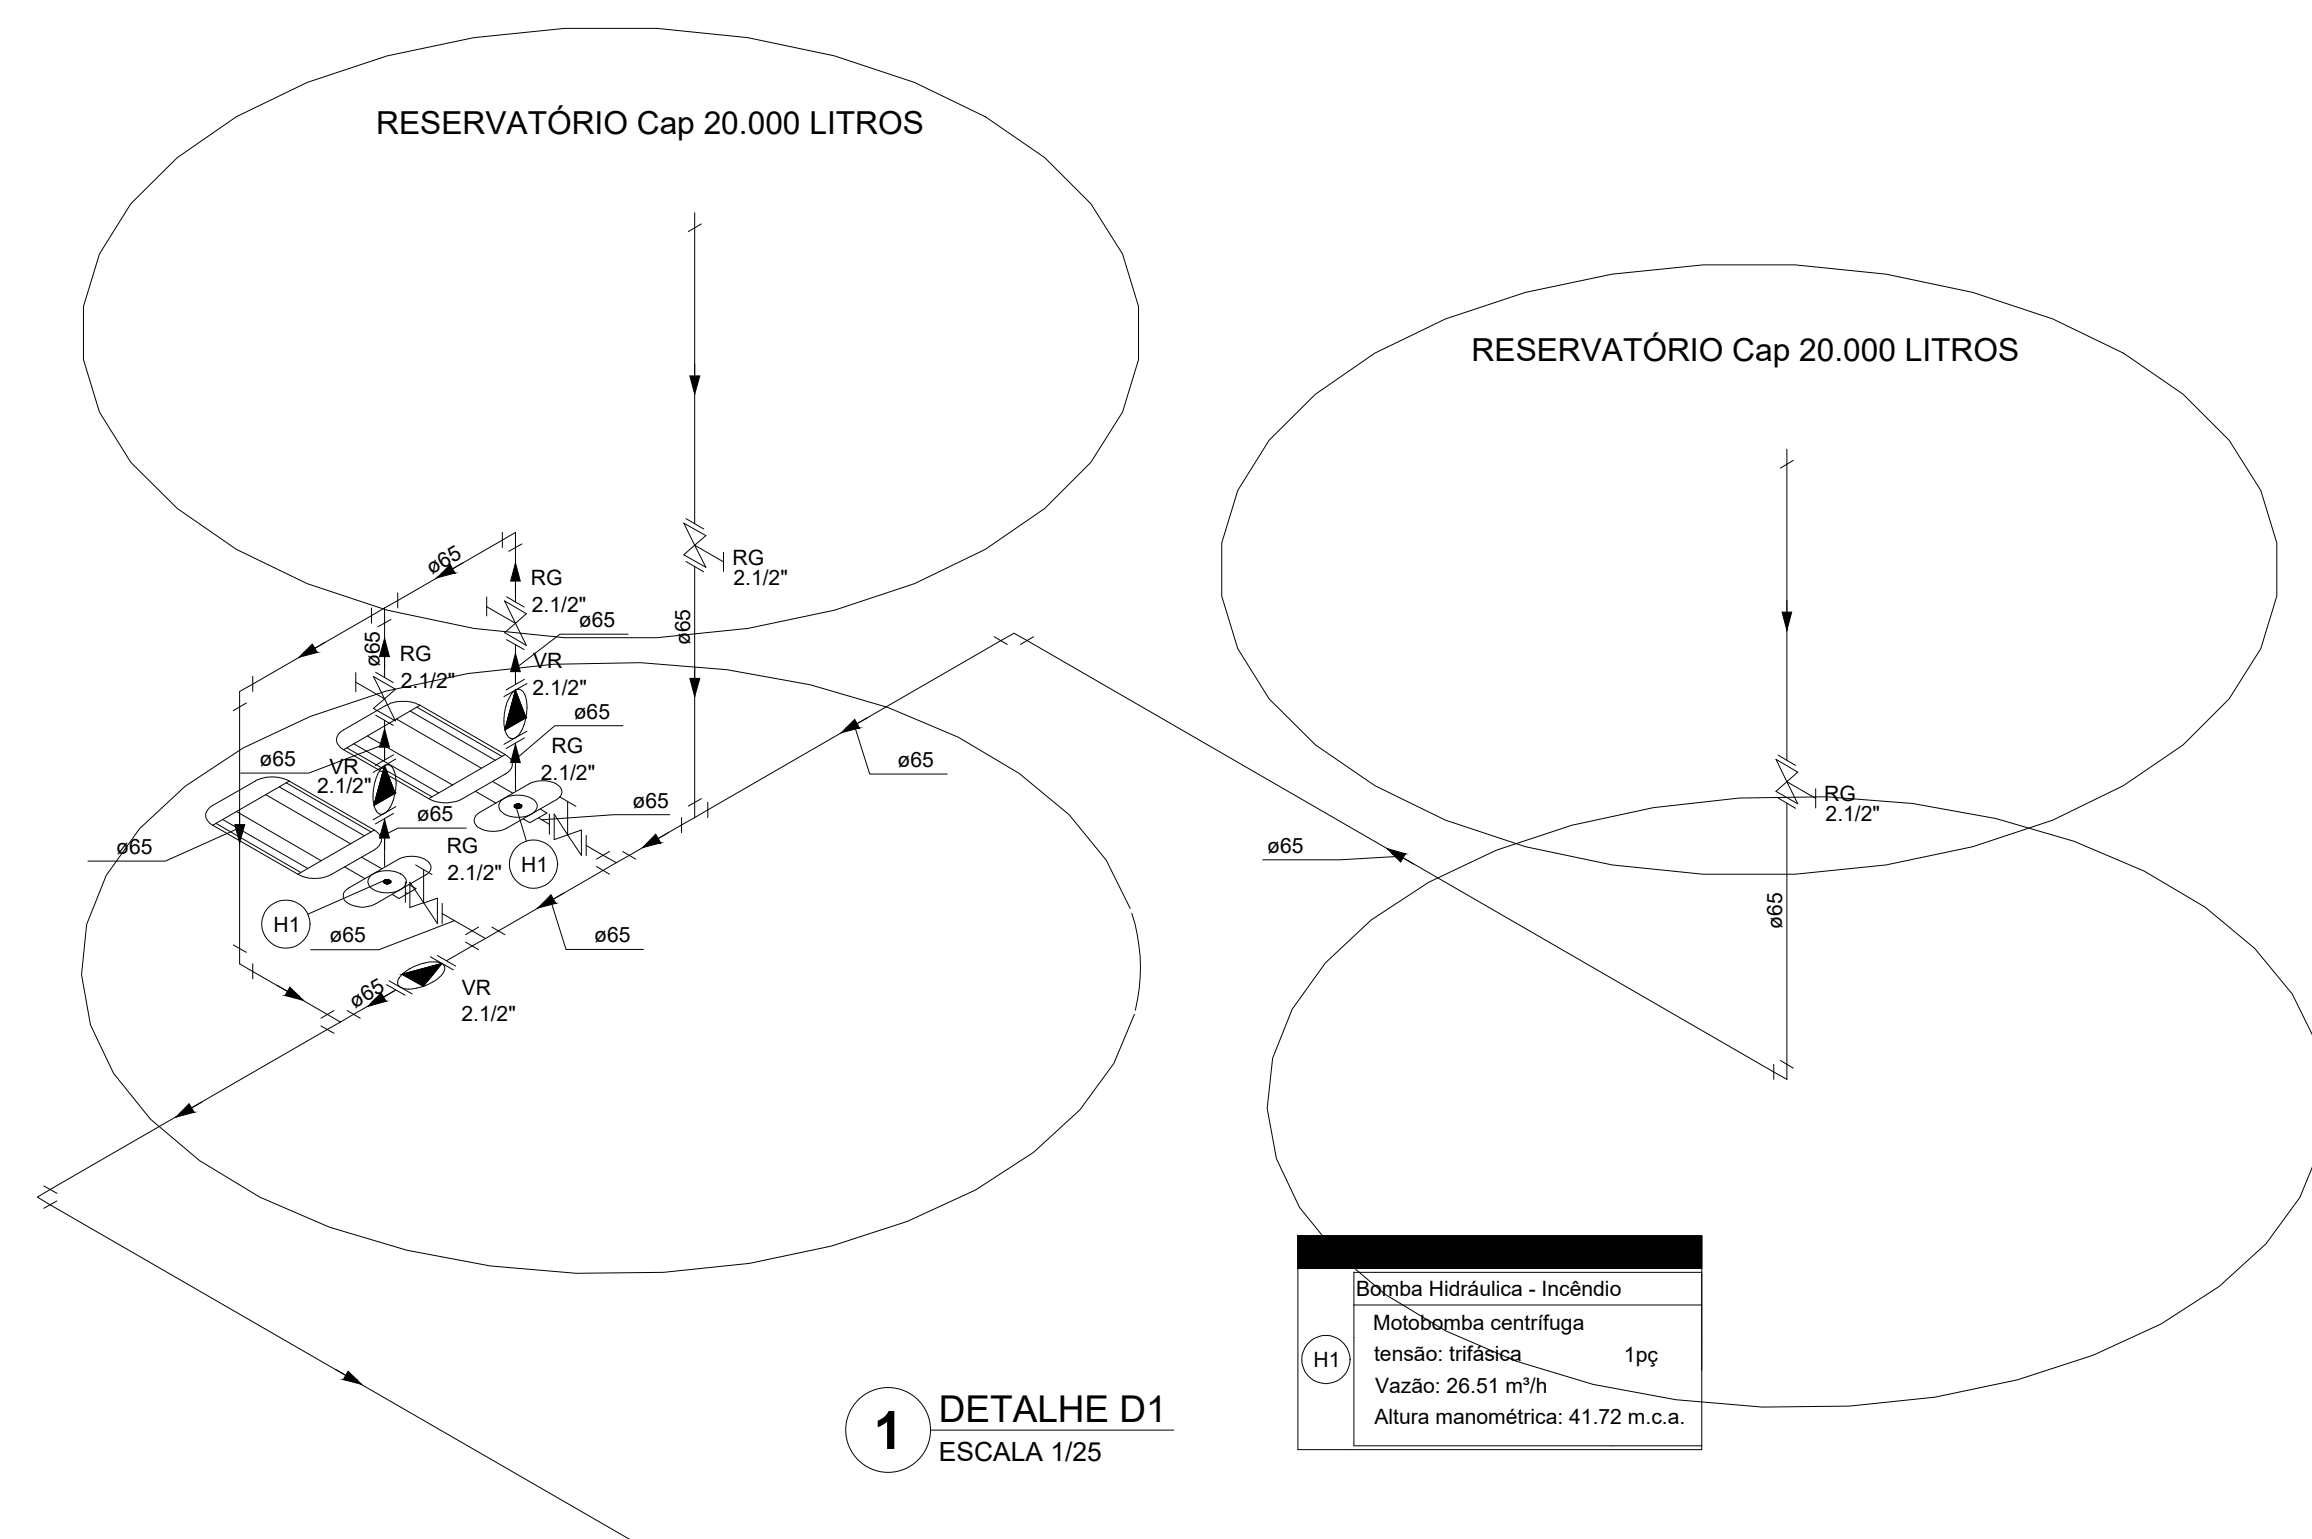 RESERVATÓRIO Cap 20.000 LITROS
RESERVATÓRIO Cap 20.000 LITROS
ø65
RG
2.1/2"
RG
2.1/2"
ø65
ø65
ø65
RG
2.1/2"
VR
2.1/2"
ø65
RG
2.1/2"
ø65
VR
2.1/2"
ø65
ø65
ø65
ø65
RG
2.1/2"
H1
RG
2.1/2"
ø65
ø65
H1
ø65
ø65
ø65
VR
2.1/2"
Bomba Hidráulica - Incêndio
Motobomba centrífuga
tensão: trifásica 1pç
H1
Vazão: 26.51 m³/h
Altura manométrica: 41.72 m.c.a.
1
DETALHE D1
ESCALA 1/25